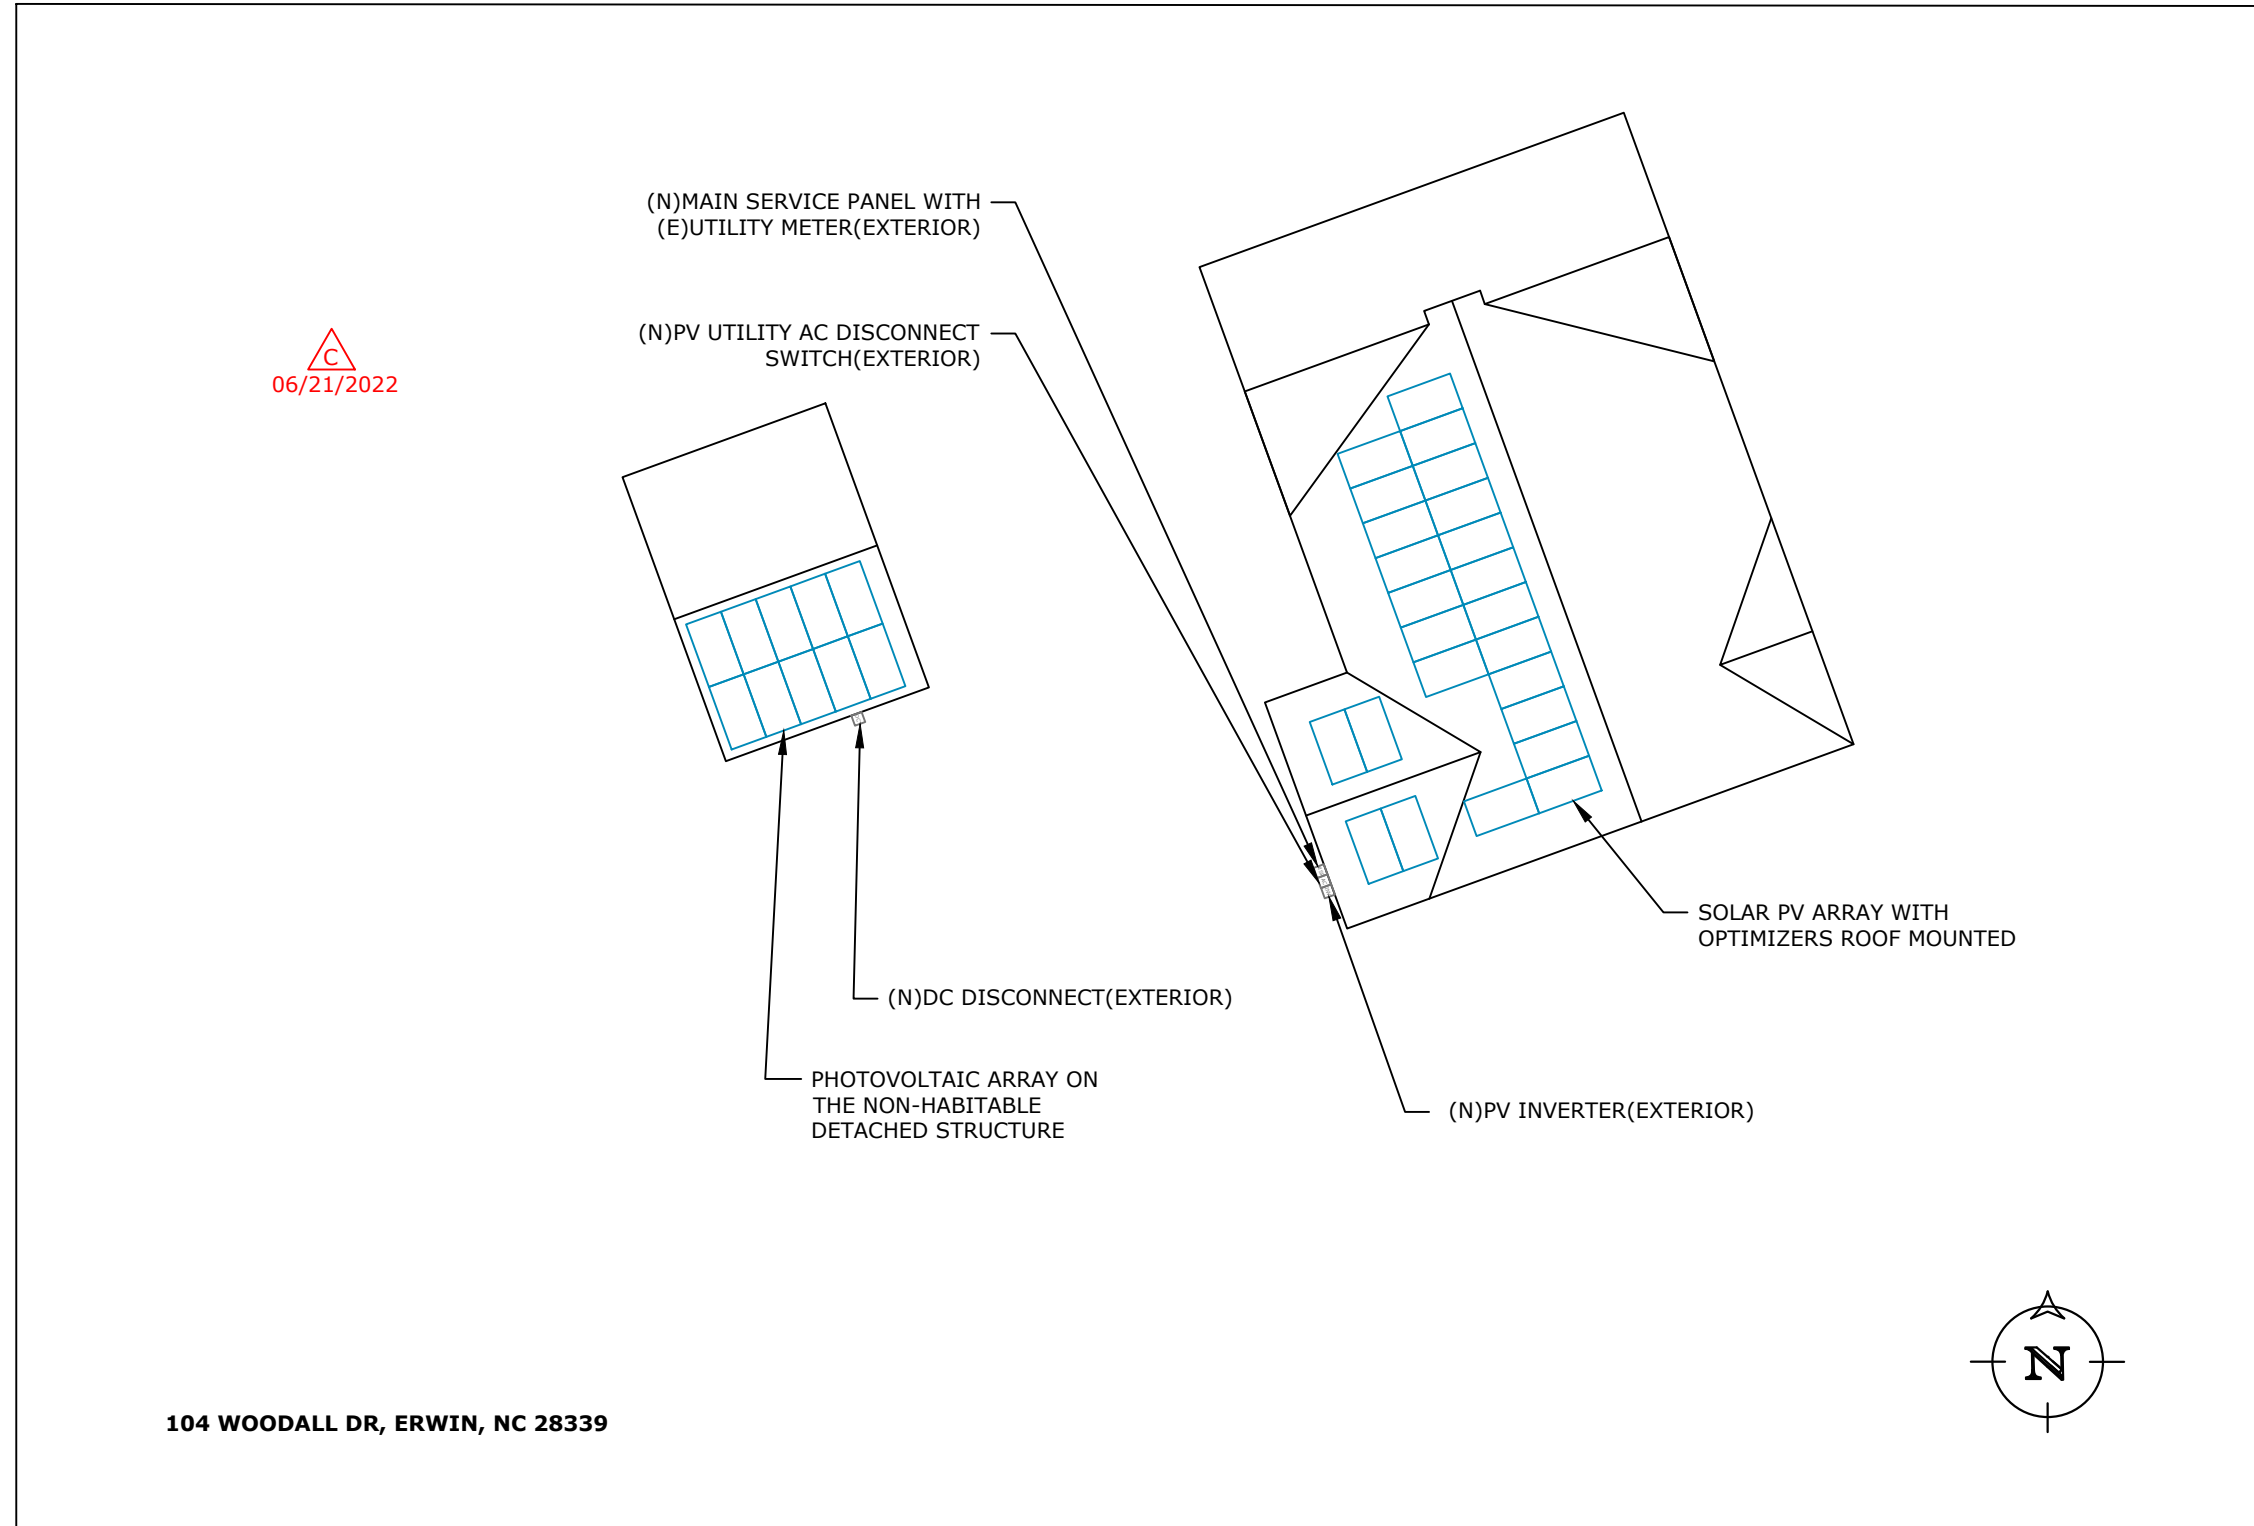 (N)MAIN SERVICE PANEL WITH
(E)UTILITY METER(EXTERIOR)
(N)PV UTILITY AC DISCONNECT
SWITCH(EXTERIOR)
C
06/21/2022
SOLAR PV ARRAY WITH
OPTIMIZERS ROOF MOUNTED
(N)DC DISCONNECT(EXTERIOR)
PHOTOVOLTAIC ARRAY ON
THE NON-HABITABLE
DETACHED STRUCTURE
(N)PV INVERTER(EXTERIOR)
N
104 WOODALL DR, ERWIN, NC 28339